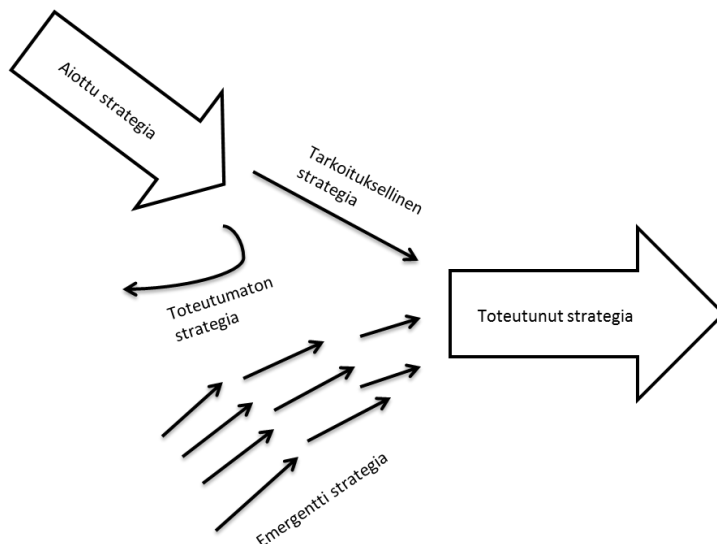 Aiottu strategia
Tarkoituksellinen
strategia
Toteutumaton
strategia
Toteutunut strategia
Emergentti strategia